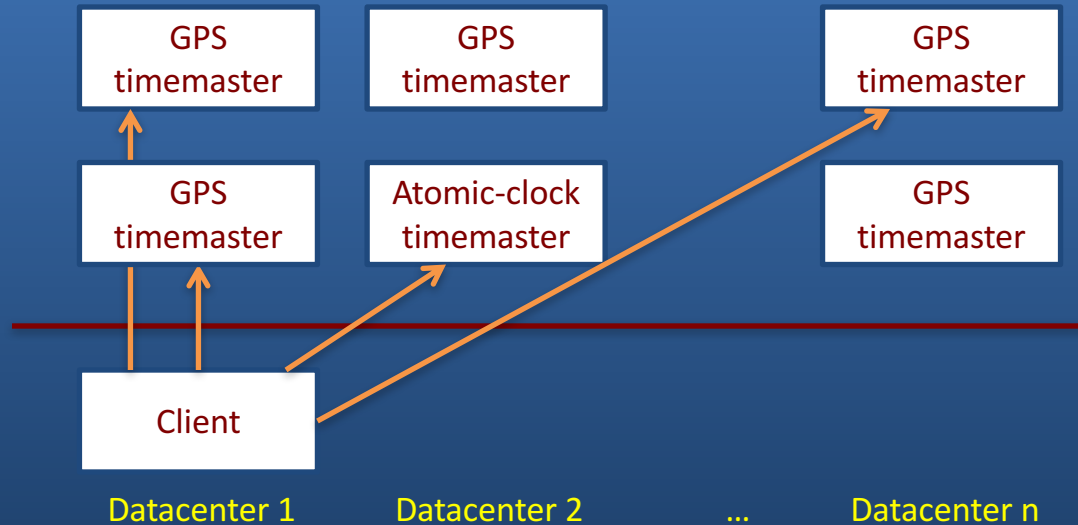 GPS
timemaster
GPS
timemaster
GPS
timemaster
GPS
timemaster
Atomic-clock
timemaster
GPS
timemaster
Client
Datacenter 1
Datacenter 2
...
Datacenter n